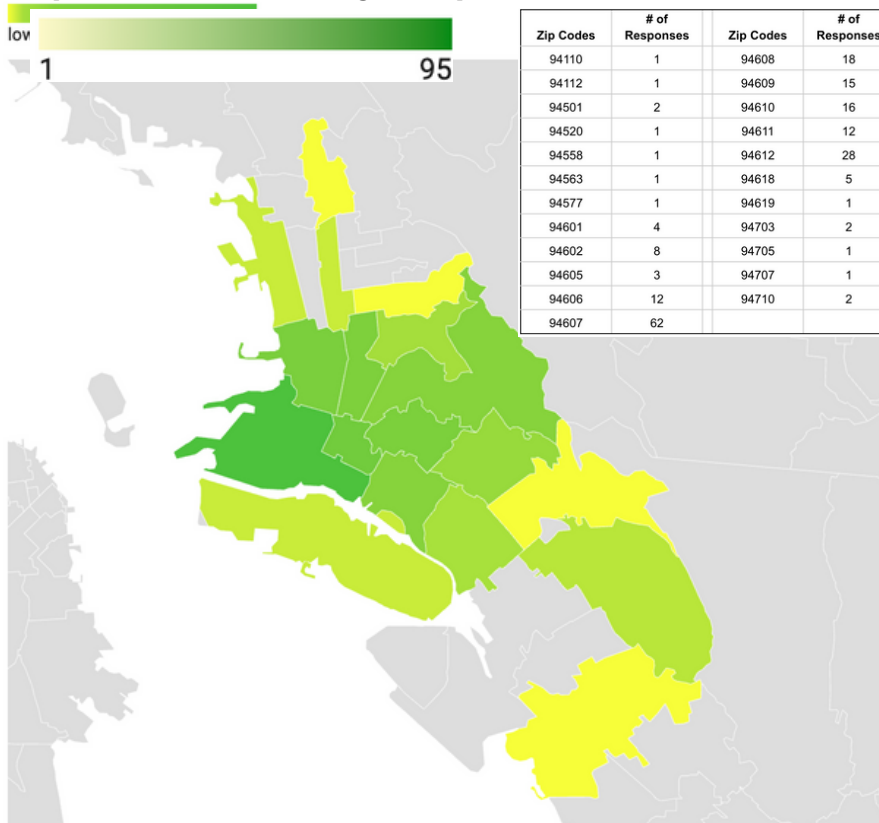 low
1 95
# of # of
Zip Codes Responses Zip Codes Responses
94110 1 94608 18
94112 1 94609 15
94501 2 94610 16
94520 1 94611 12
94558 1 94612 28
94563 1 94618 5
94577 1 94619 1
94601 4 94703 2
94602 8 94705 1
94605 3 94707 1
94606 12 94710 2
94607 62